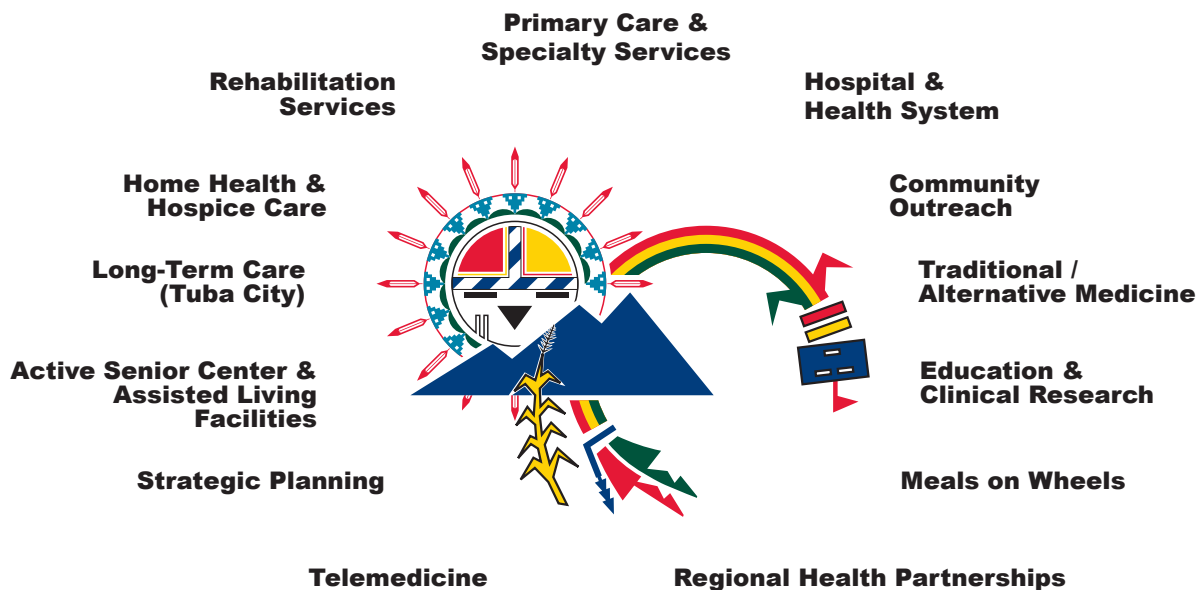 Primary Care &
Specialty Services
Rehabilitation
Services
Hospital &
Health System
Home Health &
Hospice Care
Community
Outreach
Long-Term Care
(Tuba City)
Traditional /
Alternative Medicine
Active Senior Center &
Assisted Living
Facilities
Education &
Clinical Research
Strategic Planning
Meals on Wheels
Telemedicine
Regional Health Partnerships